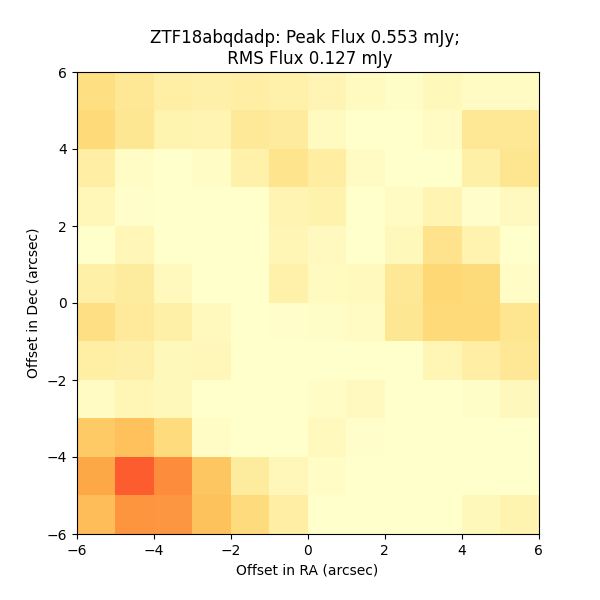 ZTF18abqdadp: Peak Flux 0.553 mJy;
RMS Flux 0.127 mJy
6
4
2
0
−2
−4
−6
Offset in Dec (arcsec)
−6 −4 −2 0 2 4 6
Offset in RA (arcsec)